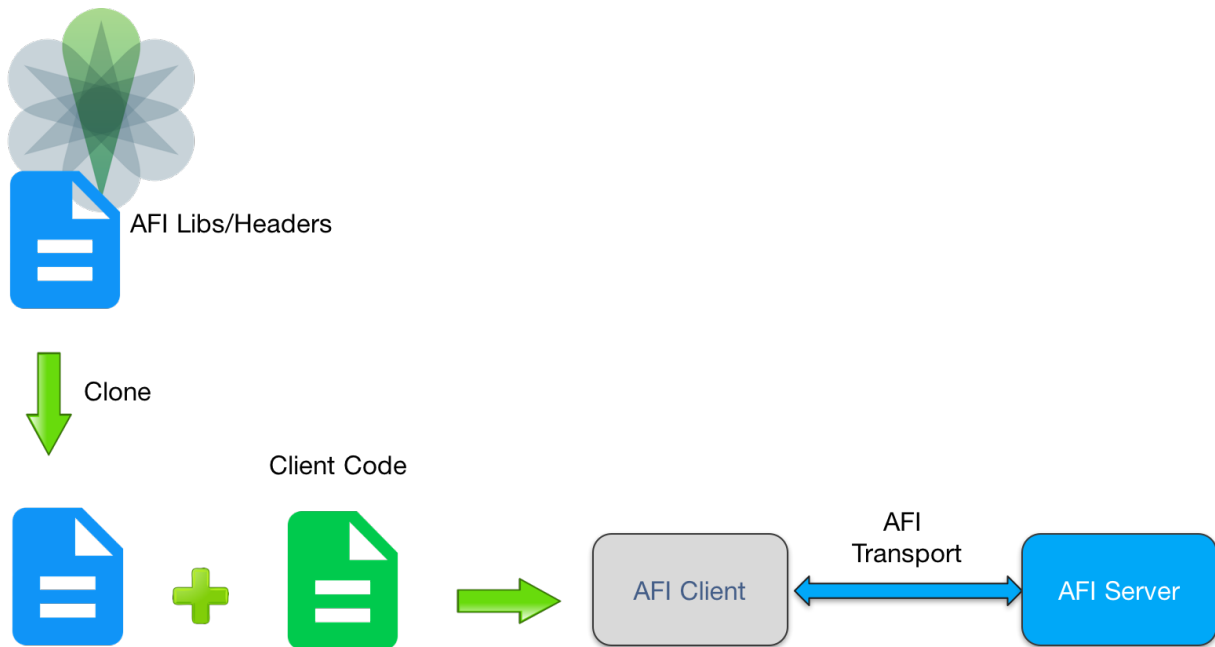 AFI Libs/Headers
Clone
Client Code
AFI
Transport
AFI Client
AFI Server